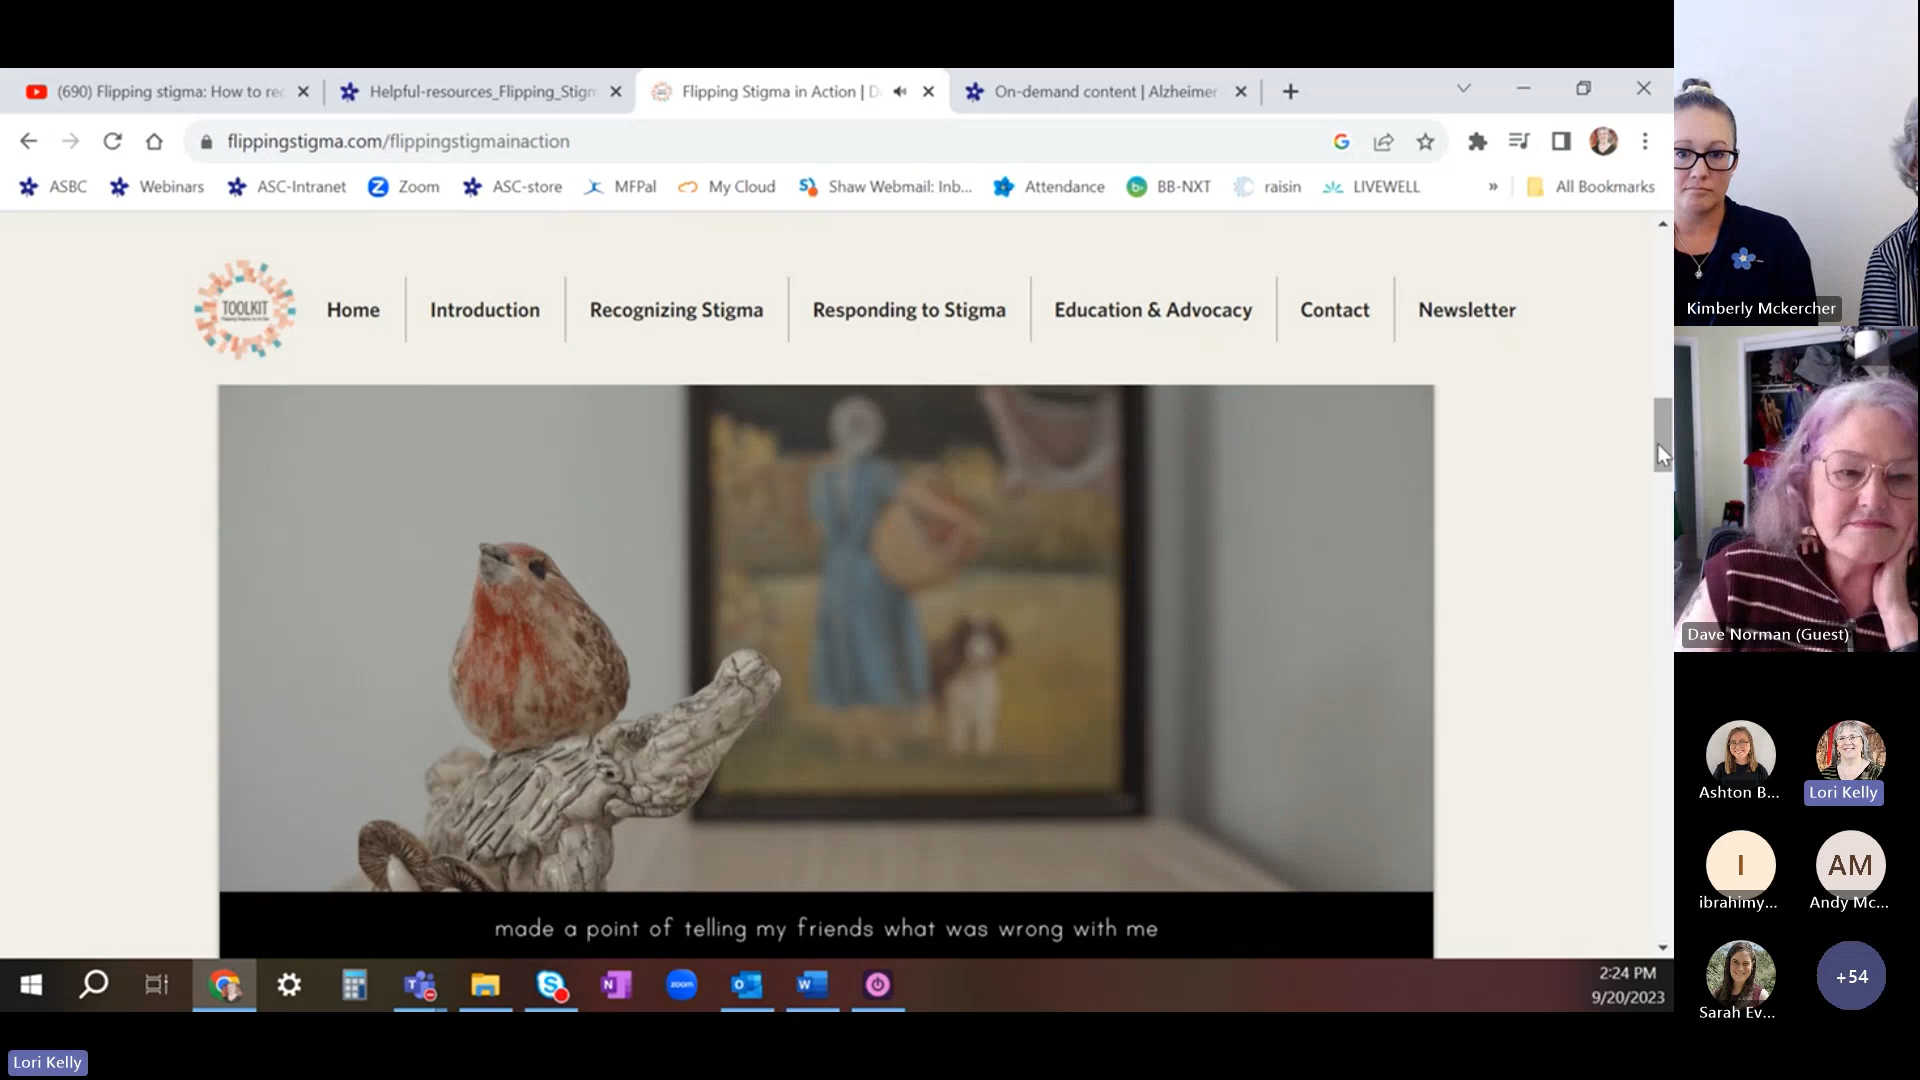 (690) Flipping stigma: How to rec
Helpful-resources_Flipping_Stign
Flipping Stigma in Action | D
On-demand content | Alzheimer
flippingstigma.com/flippingstigmainaction
ASBC
Webinars
ASC-Intranet
Zoom
ASC-store
MFPal
My Cloud
Shaw Webmail: Inb...
Attendance
BB-NXT
raisin
LIVEWELL
»
All Bookmarks
TOOLKIT
Home
Introduction
Recognizing Stigma
Responding to Stigma
Education & Advocacy
Contact
Newsletter
made a point of telling my friends what was wrong with me
2:24 PM
9/20/2023
Lori Kelly
Kimberly Mckercher
Dave Norman (Guest)
Ashton B...
Lori Kelly
I
ibrahimy...
AM
Andy Mc...
Sarah Ev...
+54